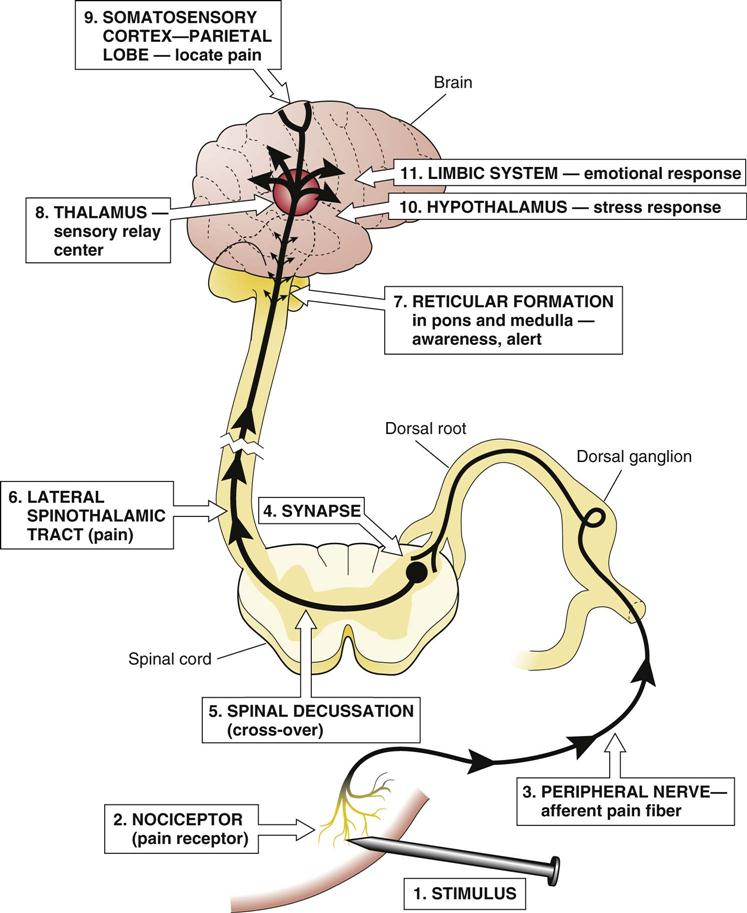 9. SOMATOSENSORY
CORTEX—PARIETAL
LOBE — locate pain
Brain
11. LIMBIC SYSTEM — emotional response
10. HYPOTHALAMUS — stress response
8. THALAMUS —
sensory relay
center
7. RETICULAR FORMATION
in pons and medulla —
awareness, alert
Dorsal root
Dorsal ganglion
6. LATERAL
SPINOTHALAMIC
TRACT (pain)
4. SYNAPSE
Spinal cord
5. SPINAL DECUSSATION
(cross-over)
3. PERIPHERAL NERVE—
afferent pain fiber
2. NOCICEPTOR
(pain receptor)
1. STIMULUS